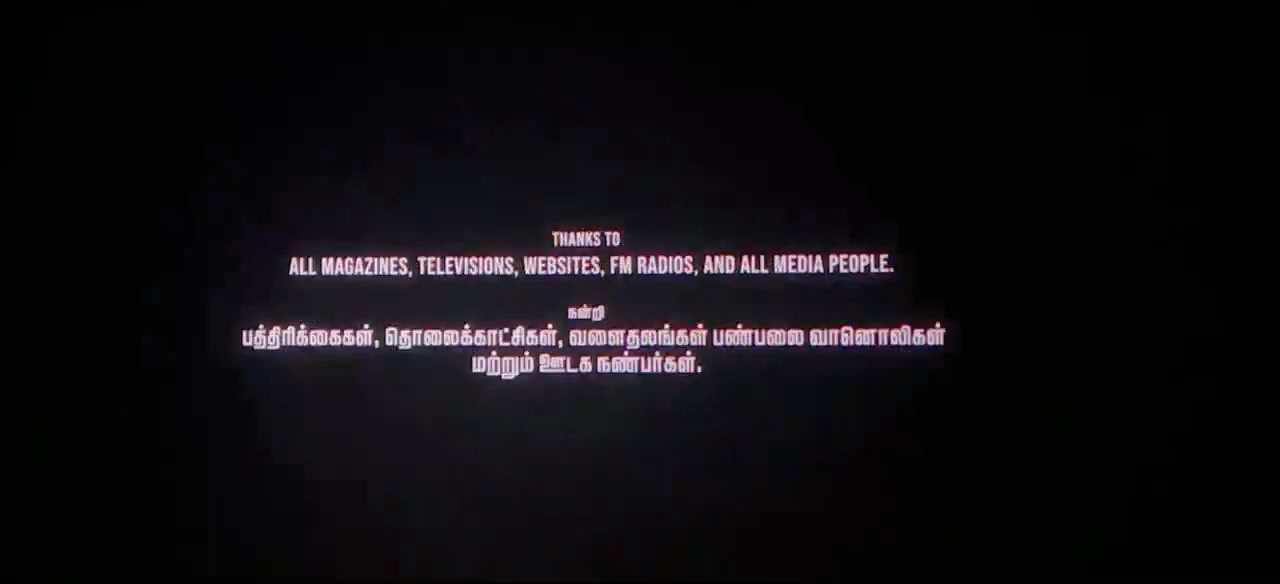 THANKS TO
ALL MAGAZINES, TELEVISIONS, WEBSITES, FM RADIOS, AND ALL MEDIA PEOPLE.
நன்றி
பத்திரிக்கைகள், தொலைக்காட்சிகள், வளைதலங்கள் பண்பலை வானொலிகள்
மற்றும் ஊடக நண்பர்கள்.